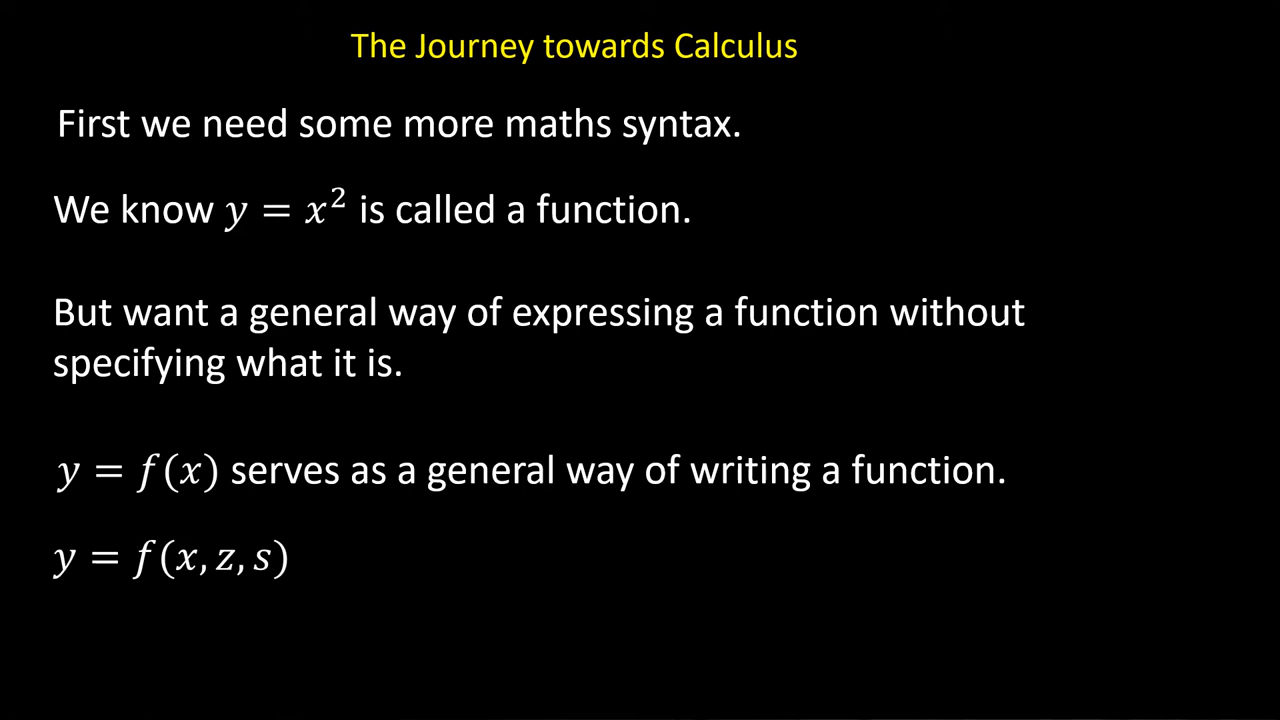 The Journey towards Calculus
First we need some more maths syntax.
We know y = x² is called a function.
But want a general way of expressing a function without
specifying what it is.
y = f(x) serves as a general way of writing a function.
y = f(x, z, s)